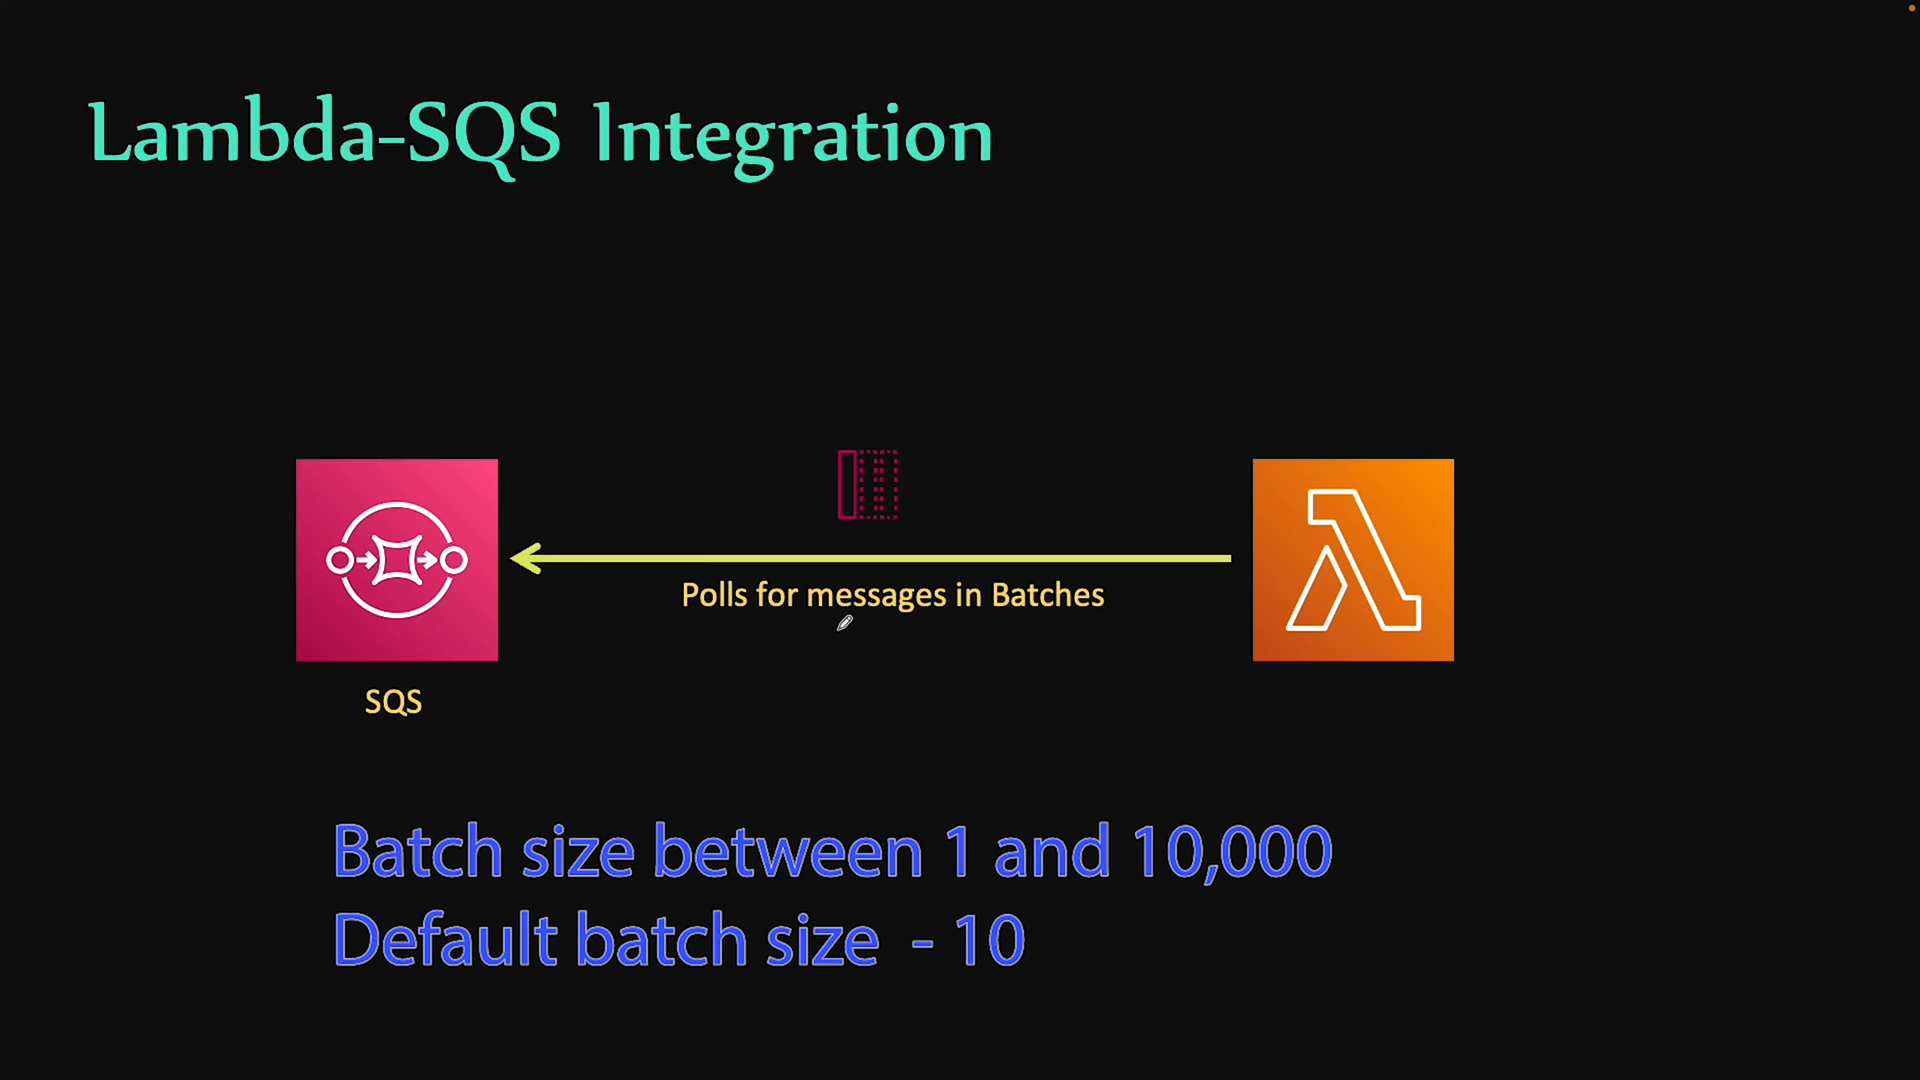 Lambda-SQS Integration
Polls for messages in Batches
SQS
Batch size between 1 and 10,000
Default batch size - 10